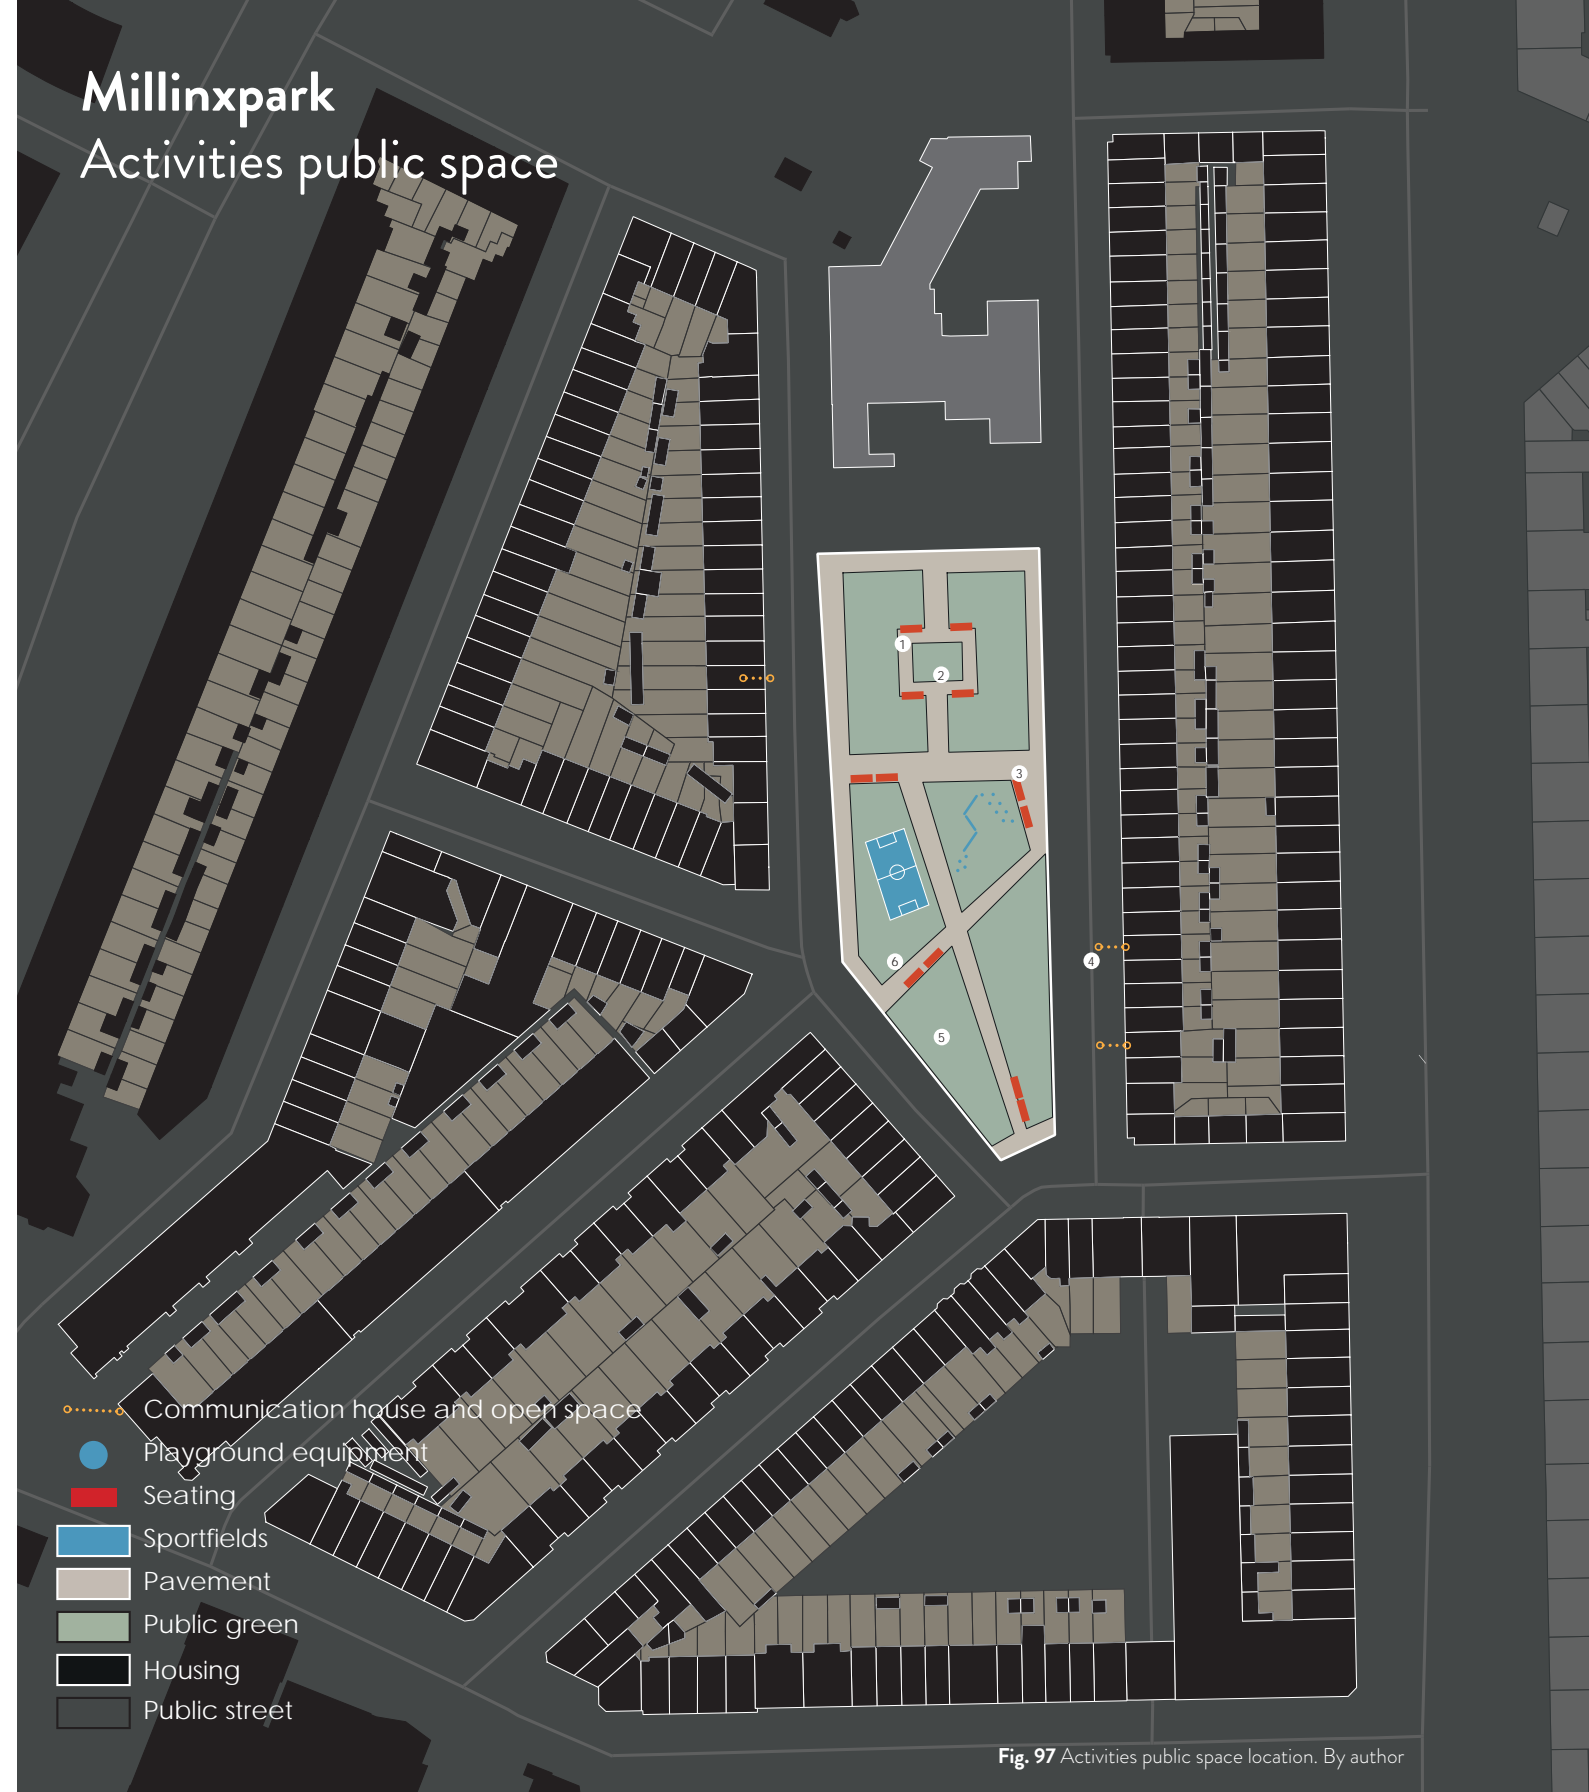 Millinxpark
Activities public space
1
2
3
4
6
5
Communication house and open space
Playground equipment
Seating
Sportfields
Pavement
Public green
Housing
Public street
Fig. 97 Activities public space location. By author